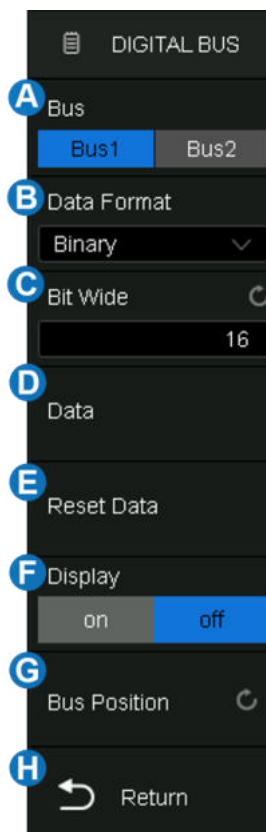 DIGITAL BUS
A
Bus
Bus1 Bus2
B
Data Format
Binary
C
Bit Wide
16
D
Data
E
Reset Data
F
Display
on off
G
Bus Position
H
Return